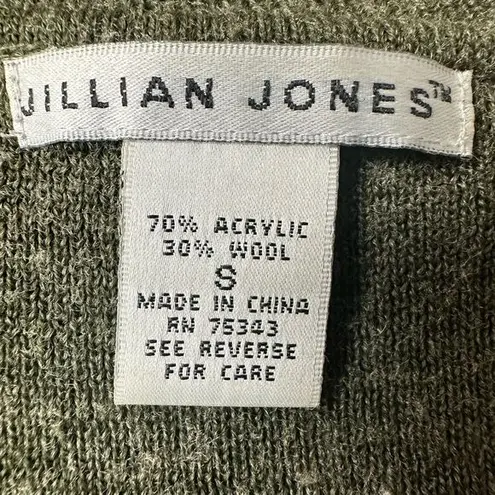 JILLIAN JONES™
70% ACRYLIC
30% WOOL
S
MADE IN CHINA
RN 75343
SEE REVERSE
FOR CARE